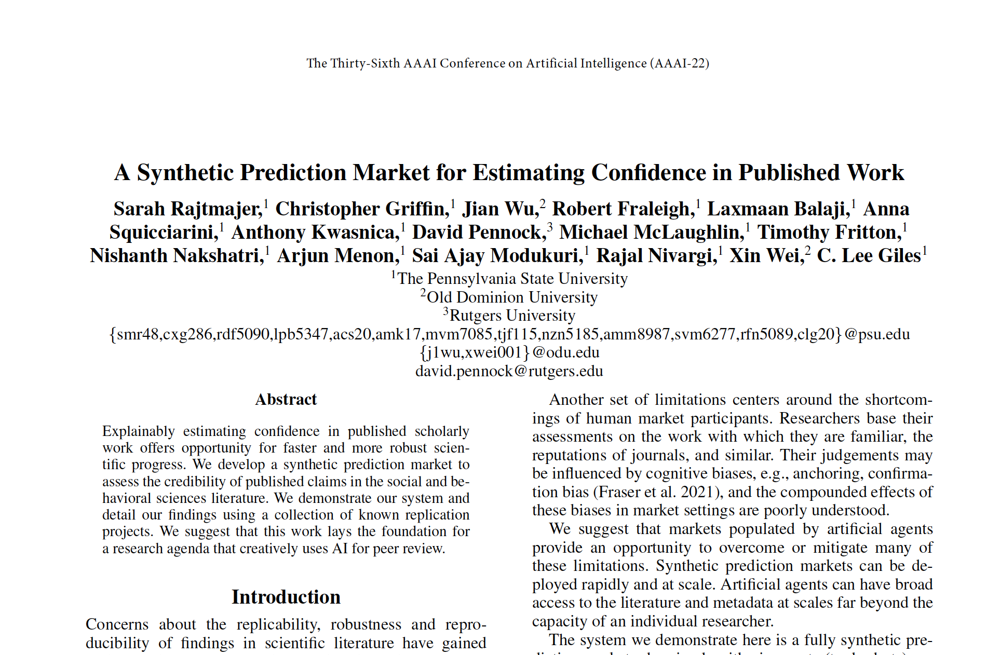 The Thirty-Sixth AAAI Conference on Artificial Intelligence (AAAI-22)
A Synthetic Prediction Market for Estimating Confidence in Published Work
Sarah Rajtmajer,1 Christopher Griffin,1 Jian Wu,2 Robert Fraleigh,1 Laxmaan Balaji,1 Anna
Squicciarini,1 Anthony Kwasnica,1 David Pennock,3 Michael McLaughlin,1 Timothy Fritton,1
Nishanth Nakshatri,1 Arjun Menon,1 Sai Ajay Modukuri,1 Rajal Nivargi,1 Xin Wei,2 C. Lee Giles1
1The Pennsylvania State University
2Old Dominion University
3Rutgers University
{smr48,cxg286,rdf5090,lpb5347,acs20,amk17,mvm7085,tjf115,nzn5185,amm8987,svm6277,rfn5089,clg20}@psu.edu
{j1wu,xwei001}@odu.edu
david.pennock@rutgers.edu
Abstract
Explainably estimating confidence in published scholarly
work offers opportunity for faster and more robust scien-
tific progress. We develop a synthetic prediction market to
assess the credibility of published claims in the social and be-
havioral sciences literature. We demonstrate our system and
detail our findings using a collection of known replication
projects. We suggest that this work lays the foundation for
a research agenda that creatively uses AI for peer review.
Introduction
Concerns about the replicability, robustness and repro-
ducibility of findings in scientific literature have gained
Another set of limitations centers around the shortcom-
ings of human market participants. Researchers base their
assessments on the work with which they are familiar, the
reputations of journals, and similar. Their judgements may
be influenced by cognitive biases, e.g., anchoring, confirma-
tion bias (Fraser et al. 2021), and the compounded effects of
these biases in market settings are poorly understood.
We suggest that markets populated by artificial agents
provide an opportunity to overcome or mitigate many of
these limitations. Synthetic prediction markets can be de-
ployed rapidly and at scale. Artificial agents can have broad
access to the literature and metadata at scales far beyond the
capacity of an individual researcher.
The system we demonstrate here is a fully synthetic pre-